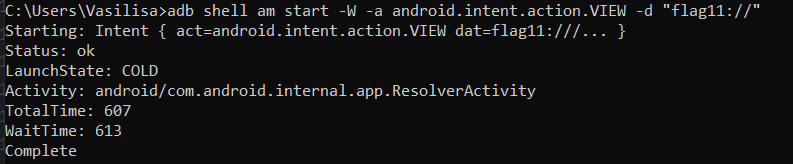 C:\Users\Vasilisa>adb shell am start -W -a android.intent.action.VIEW -d "flag11://"
Starting: Intent { act=android.intent.action.VIEW dat=flag11:///... }
Status: ok
LaunchState: COLD
Activity: android/com.android.internal.app.ResolverActivity
TotalTime: 607
WaitTime: 613
Complete